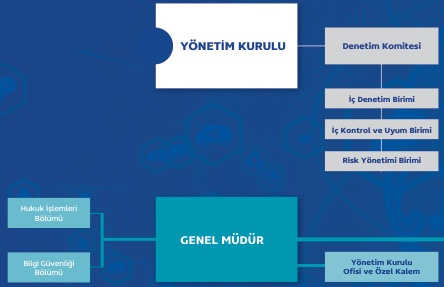 YÖNETİM KURULU
Denetim Komitesi
İç Denetim Birimi
İç Kontrol ve Uyum Birimi
Risk Yönetimi Birimi
Hukuk İşlemleri
Bölümü
GENEL MÜDÜR
Bilgi Güvenliği
Bölümü
Yönetim Kurulu
Ofisi ve Özel Kalem